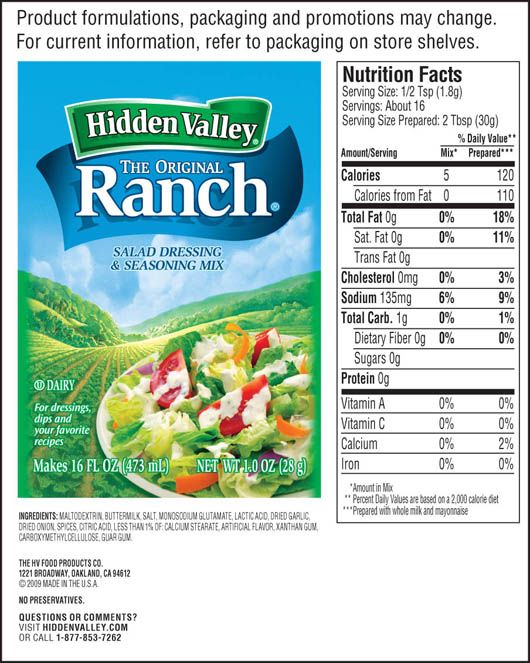 Product formulations, packaging and promotions may change.
For current information, refer to packaging on store shelves.
Hidden Valley®
THE ORIGINAL
Ranch®
SALAD DRESSING
& SEASONING MIX
Ⓤ DAIRY
For dressings,
dips and
your favorite
recipes
Makes 16 FL OZ (473 mL) NET WT 1.0 OZ (28 g)
Nutrition Facts
Serving Size: 1/2 Tsp (1.8g)
Servings: About 16
Serving Size Prepared: 2 Tbsp (30g)
% Daily Value**
Amount/Serving Mix* Prepared***
Calories 5 120
Calories from Fat 0 110
Total Fat 0g 0% 18%
Sat. Fat 0g 0% 11%
Trans Fat 0g
Cholesterol 0mg 0% 3%
Sodium 135mg 6% 9%
Total Carb. 1g 0% 1%
Dietary Fiber 0g 0% 0%
Sugars 0g
Protein 0g
Vitamin A 0% 0%
Vitamin C 0% 0%
Calcium 0% 2%
Iron 0% 0%
*Amount in Mix
** Percent Daily Values are based on a 2,000 calorie diet
***Prepared with whole milk and mayonnaise
INGREDIENTS: MALTODEXTRIN, BUTTERMILK, SALT, MONOSODIUM GLUTAMATE, LACTIC ACID, DRIED GARLIC,
DRIED ONION, SPICES, CITRIC ACID, LESS THAN 1% OF: CALCIUM STEARATE, ARTIFICIAL FLAVOR, XANTHAN GUM,
CARBOXYMETHYLCELLULOSE, GUAR GUM.
THE HV FOOD PRODUCTS CO.
1221 BROADWAY, OAKLAND, CA 94612
© 2009 MADE IN THE U.S.A.
NO PRESERVATIVES.
QUESTIONS OR COMMENTS?
VISIT HIDDENVALLEY.COM
OR CALL 1-877-853-7262